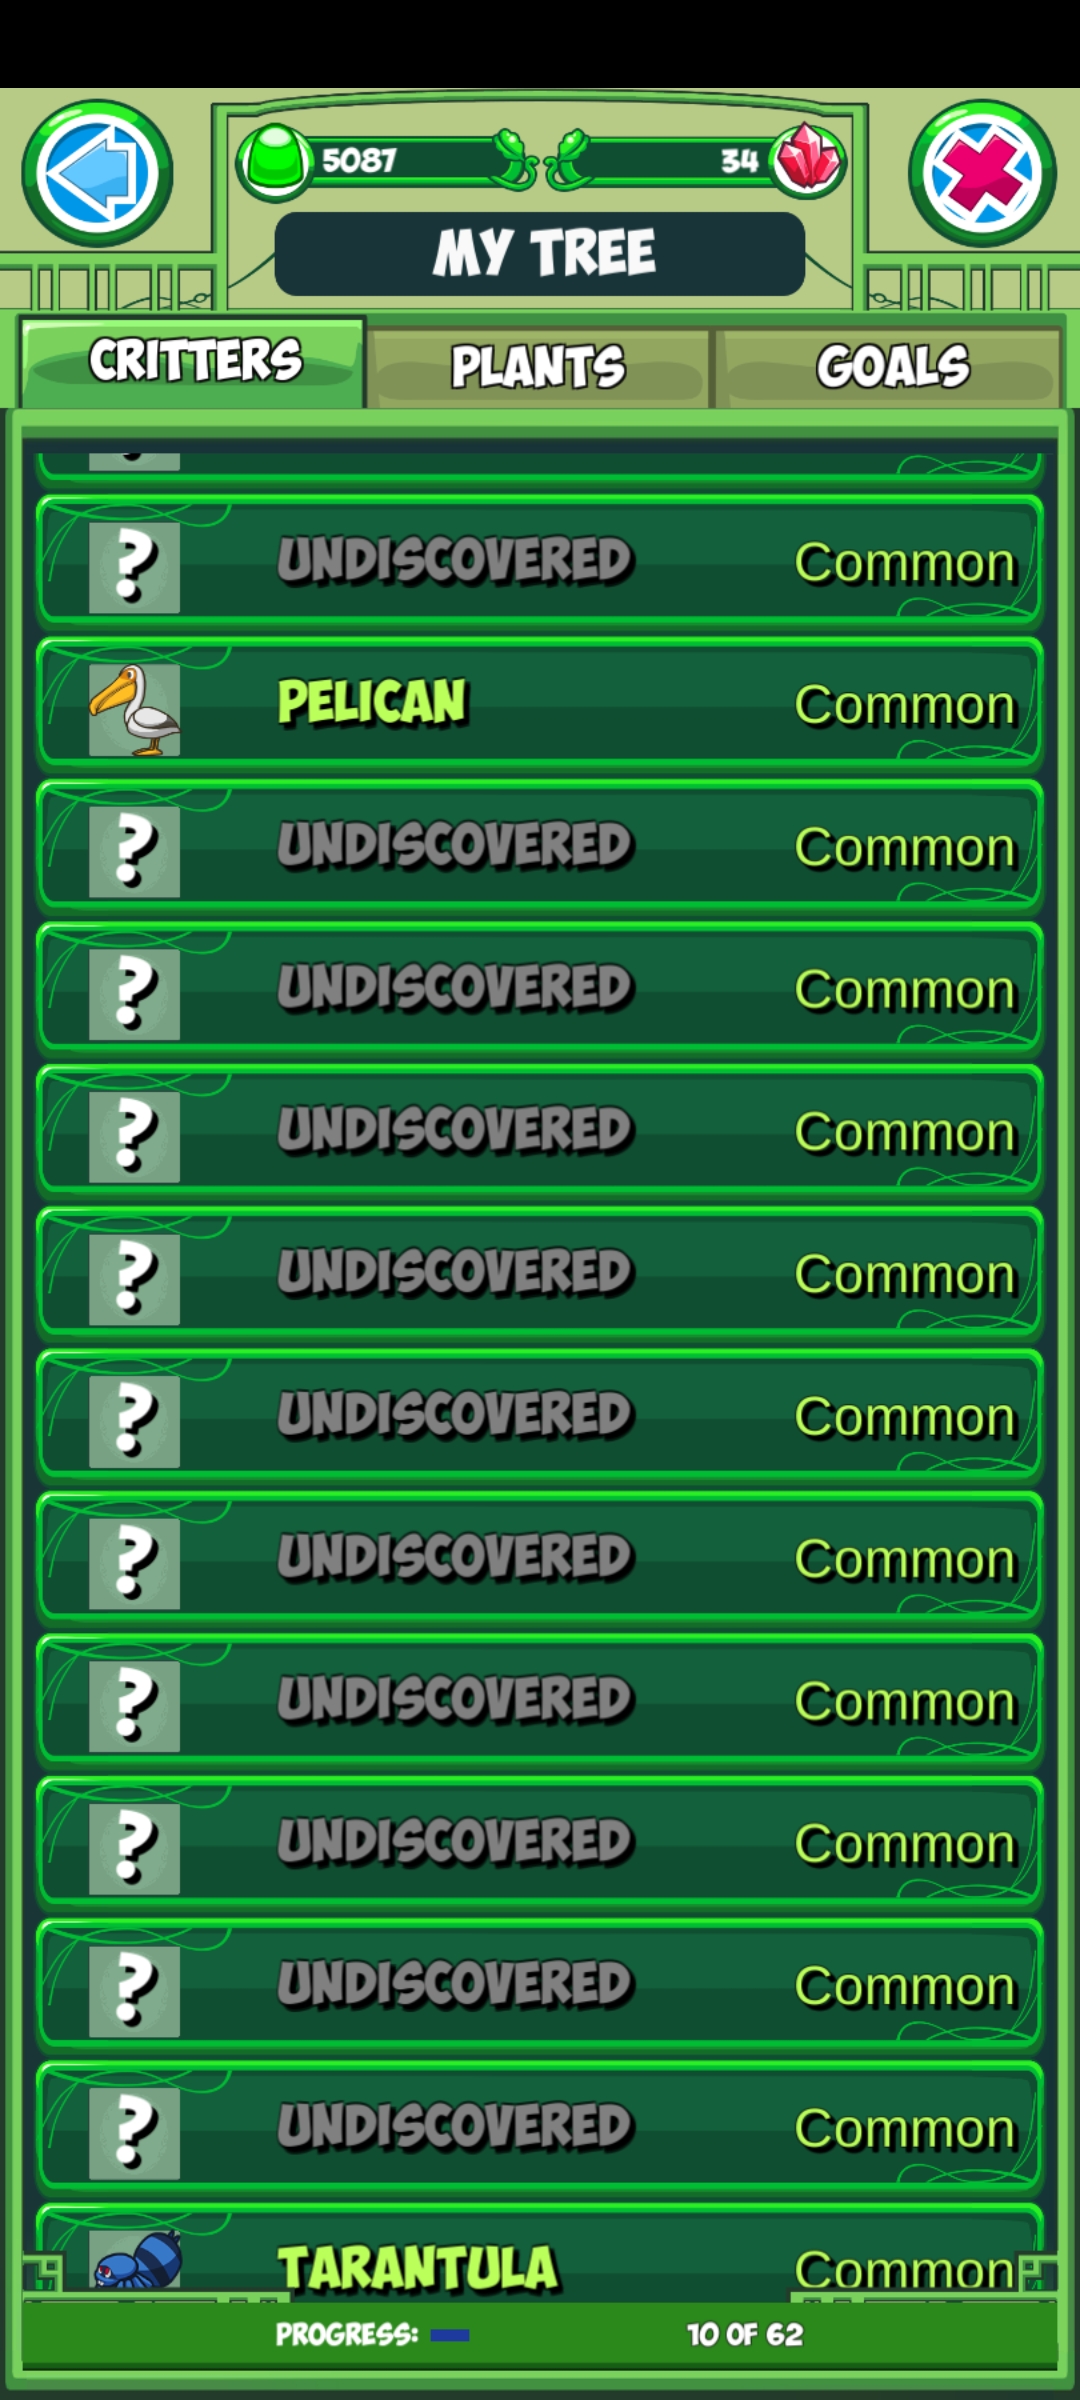 5087
34
MY TREE
CRITTERS
PLANTS
GOALS
?
UNDISCOVERED
Common
PELICAN
Common
?
UNDISCOVERED
Common
?
UNDISCOVERED
Common
?
UNDISCOVERED
Common
?
UNDISCOVERED
Common
?
UNDISCOVERED
Common
?
UNDISCOVERED
Common
?
UNDISCOVERED
Common
?
UNDISCOVERED
Common
?
UNDISCOVERED
Common
?
UNDISCOVERED
Common
TARANTULA
Common
PROGRESS:
10 OF 62